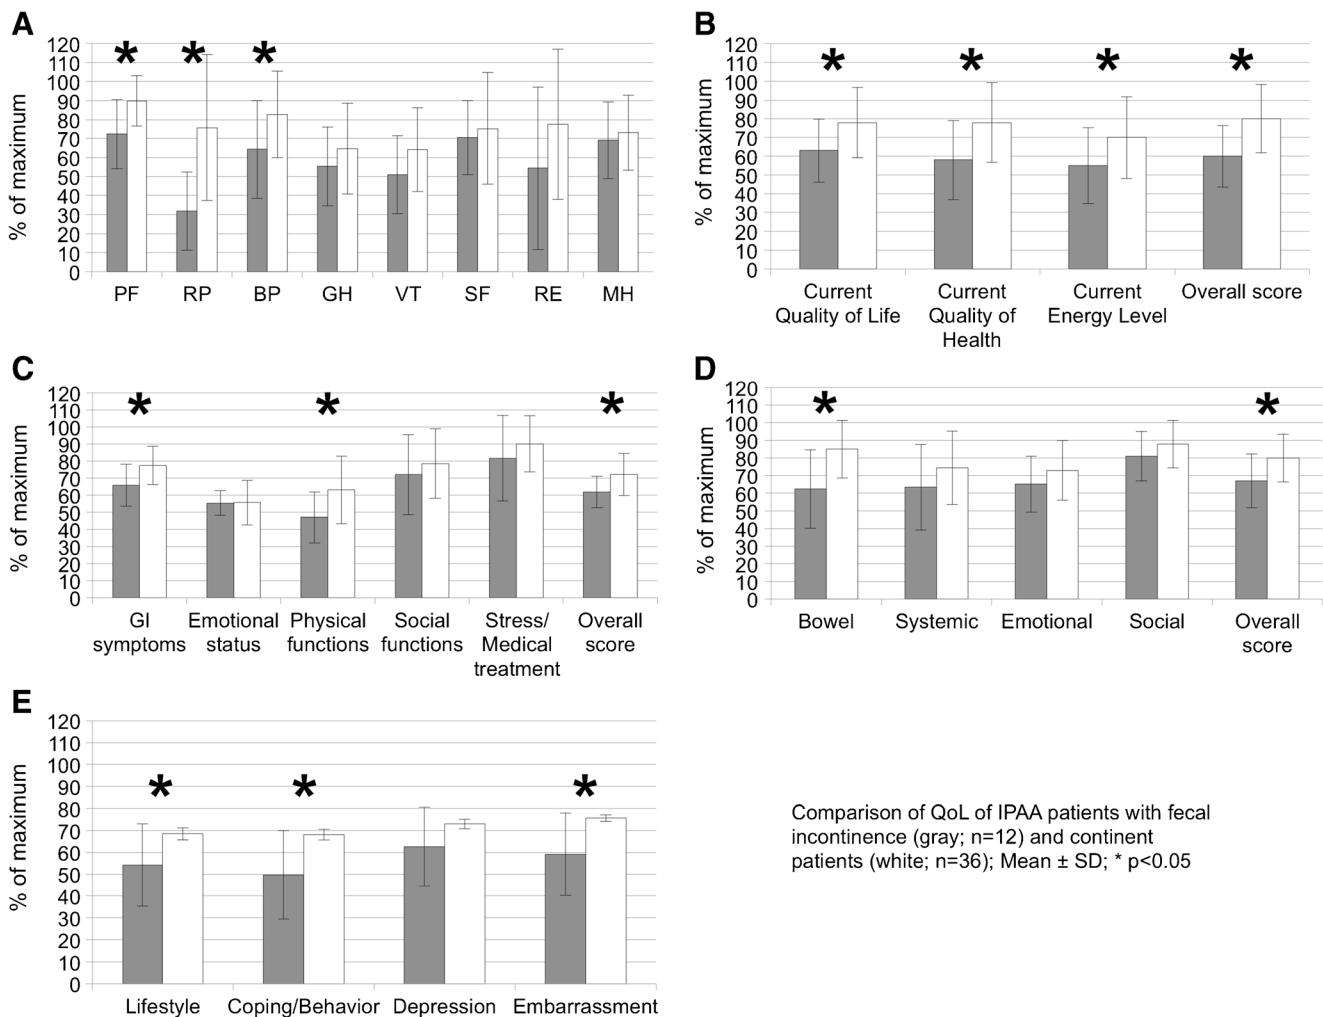 A
*
*
*
120
110
100
90
80
70
60
50
40
30
20
10
0
% of maximum
PF
RP
BP
GH
VT
SF
RE
MH
B
*
*
*
*
120
110
100
90
80
70
60
50
40
30
20
10
0
% of maximum
Current
Quality of Life
Current
Quality of
Health
Current
Energy Level
Overall score
C
*
*
*
120
110
100
90
80
70
60
50
40
30
20
10
0
% of maximum
GI
symptoms
Emotional
status
Physical
functions
Social
functions
Stress/
Medical
treatment
Overall
score
D
*
*
120
110
100
90
80
70
60
50
40
30
20
10
0
% of maximum
Bowel
Systemic
Emotional
Social
Overall
score
E
*
*
*
120
110
100
90
80
70
60
50
40
30
20
10
0
% of maximum
Lifestyle
Coping/Behavior
Depression
Embarrassment
Comparison of QoL of IPAA patients with fecal
incontinence (gray; n=12) and continent
patients (white; n=36); Mean ± SD; * p<0.05